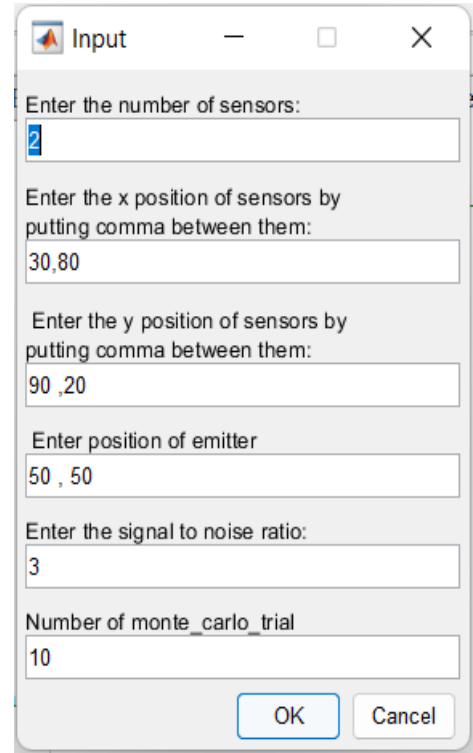 Input
Enter the number of sensors:
2
Enter the x position of sensors by
putting comma between them:
30,80
Enter the y position of sensors by
putting comma between them:
90 ,20
Enter position of emitter
50 , 50
Enter the signal to noise ratio:
3
Number of monte_carlo_trial
10
OK Cancel